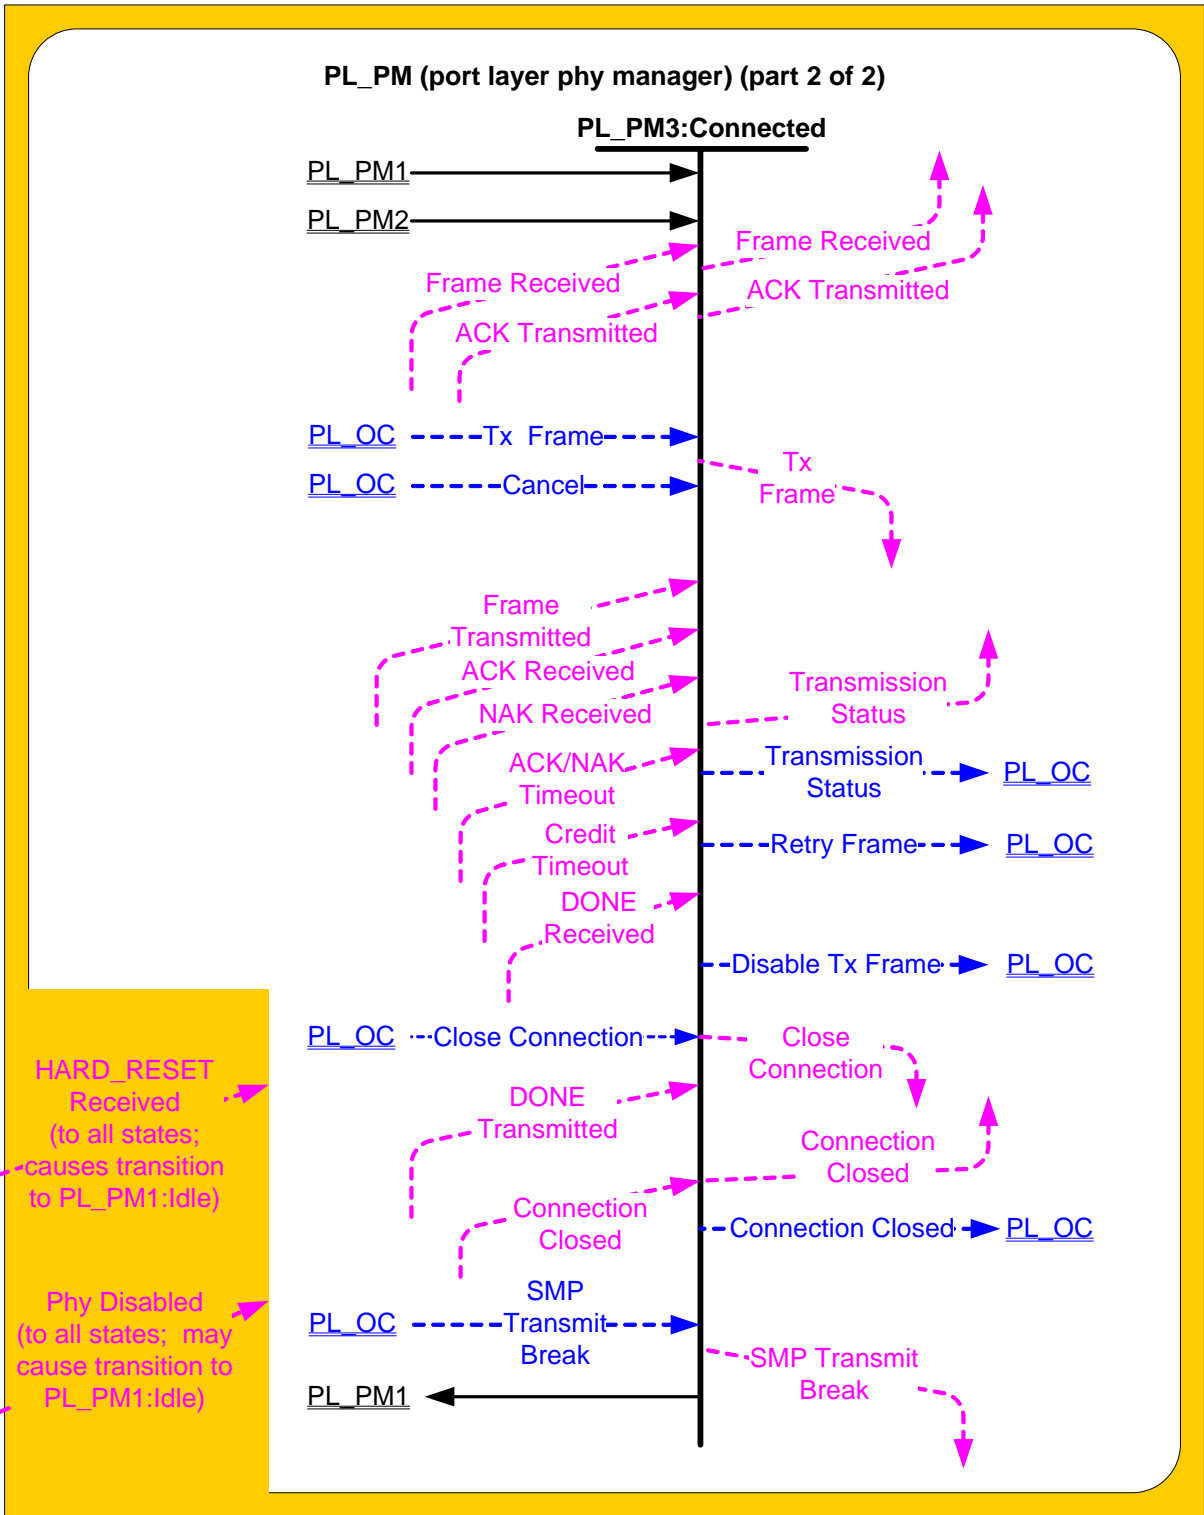 PL_PM (port layer phy manager) (part 2 of 2)
PL_PM3:Connected
PL_PM1
PL_PM2
Frame Received
Frame Received
ACK Transmitted
ACK Transmitted
PL_OC
Tx Frame
Tx
Frame
PL_OC
Cancel
Frame
Transmitted
ACK Received
NAK Received
Transmission
Status
ACK/NAK
Timeout
Transmission
Status
PL_OC
Credit
Timeout
Retry Frame
PL_OC
DONE
Received
Disable Tx Frame
PL_OC
PL_OC
Close Connection
Close
Connection
HARD_RESET
Received
(to all states;
causes transition
to PL_PM1:Idle)
DONE
Transmitted
Connection
Closed
Connection
Closed
Connection Closed
PL_OC
Phy Disabled
(to all states; may
cause transition to
PL_PM1:Idle)
PL_OC
SMP
Transmit
Break
SMP Transmit
Break
PL_PM1